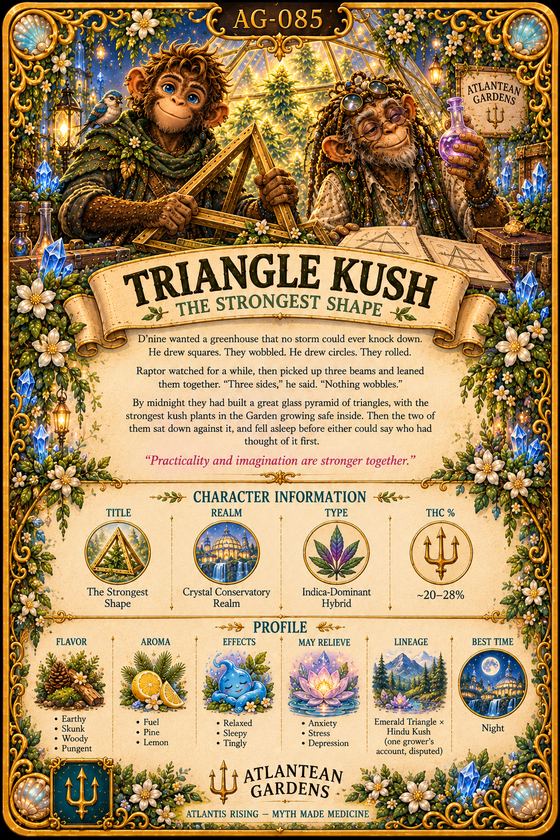 AG-085
ATLANTEAN
GARDENS
TRIANGLE KUSH
THE STRONGEST SHAPE
D'nine wanted a greenhouse that no storm could ever knock down.
He drew squares. They wobbled. He drew circles. They rolled.
Raptor watched for a while, then picked up three beams and leaned
them together. “Three sides,” he said. “Nothing wobbles.”
By midnight they had built a great glass pyramid of triangles, with the
strongest kush plants in the Garden growing safe inside. Then the two of
them sat down against it, and fell asleep before either could say who had
thought of it first.
“Practicality and imagination are stronger together.”
CHARACTER INFORMATION
TITLE
The Strongest
Shape
REALM
Crystal Conservatory
Realm
TYPE
Indica-Dominant
Hybrid
THC %
~20–28%
PROFILE
FLAVOR
• Earthy
• Skunk
• Woody
• Pungent
AROMA
• Fuel
• Pine
• Lemon
EFFECTS
• Relaxed
• Sleepy
• Tingly
MAY RELIEVE
• Anxiety
• Stress
• Depression
LINEAGE
Emerald Triangle ×
Hindu Kush
(one grower's
account, disputed)
BEST TIME
Night
ATLANTEAN
GARDENS
ATLANTIS RISING — MYTH MADE MEDICINE